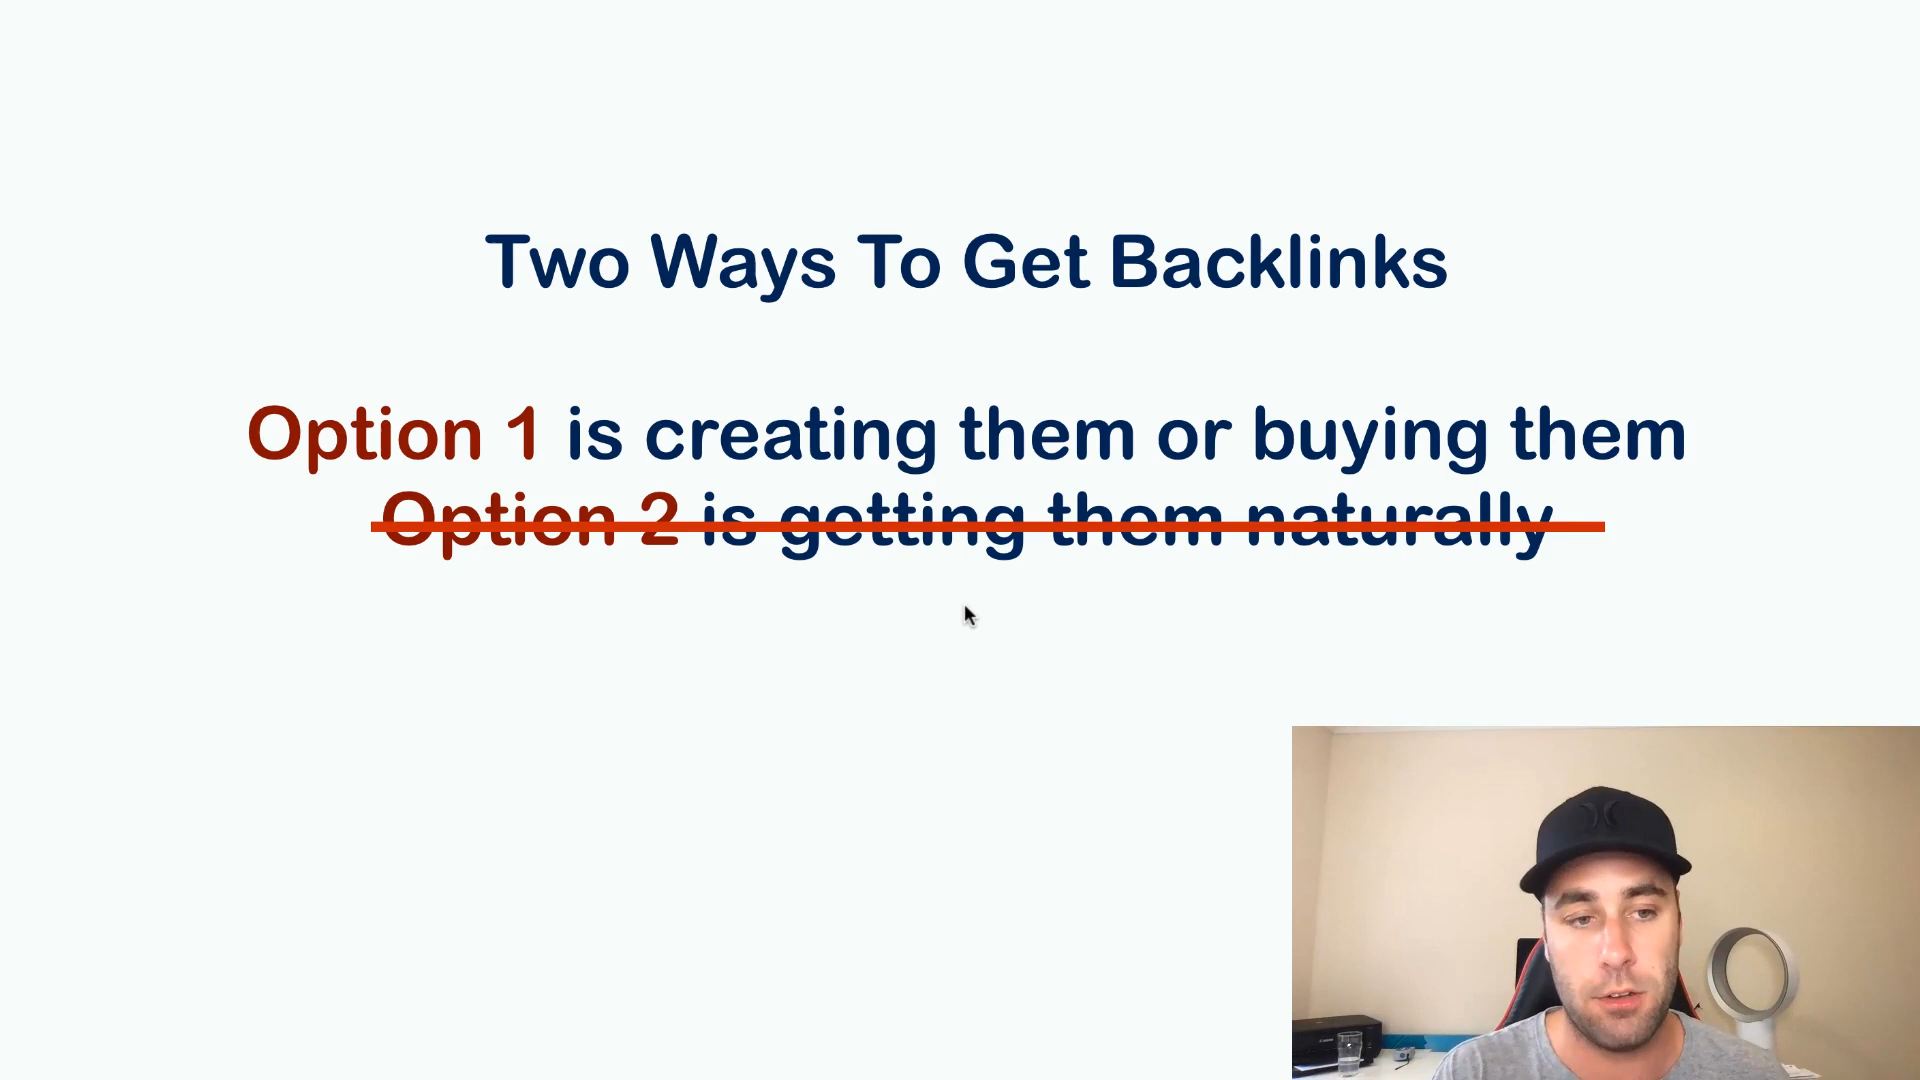 Two Ways To Get Backlinks
Option 1 is creating them or buying them
Option 2 is getting them naturally